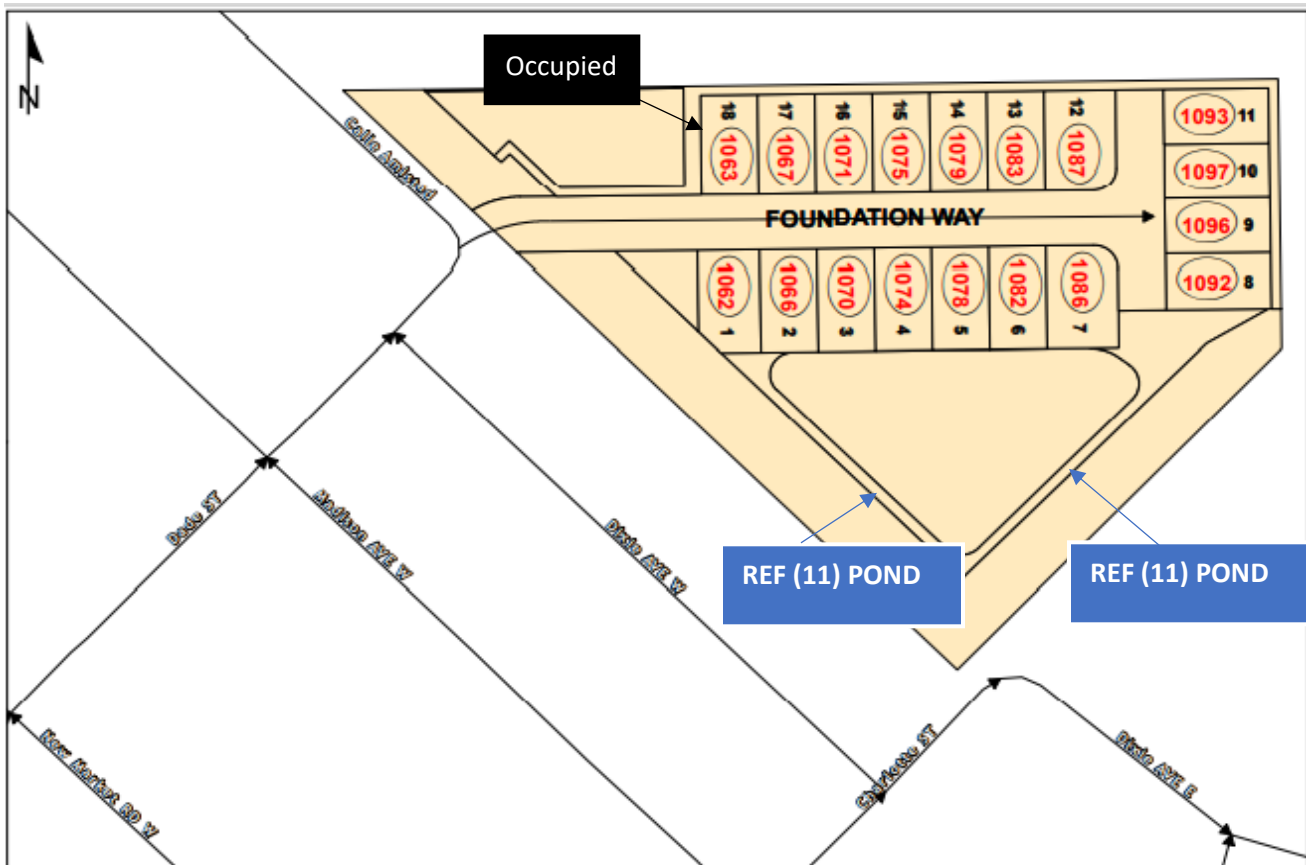 N
Occupied
Calle Amistad
18
17
16
15
14
13
12
1063
1067
1071
1075
1079
1083
1087
1093 11
1097 10
1096 9
1092 8
FOUNDATION WAY
1062
1066
1070
1074
1078
1082
1086
1
2
3
4
5
6
7
Dade ST
Madison AVE W
Dixie AVE W
REF (11) POND
REF (11) POND
Charlotte ST
Dixie AVE E
New Market RD W